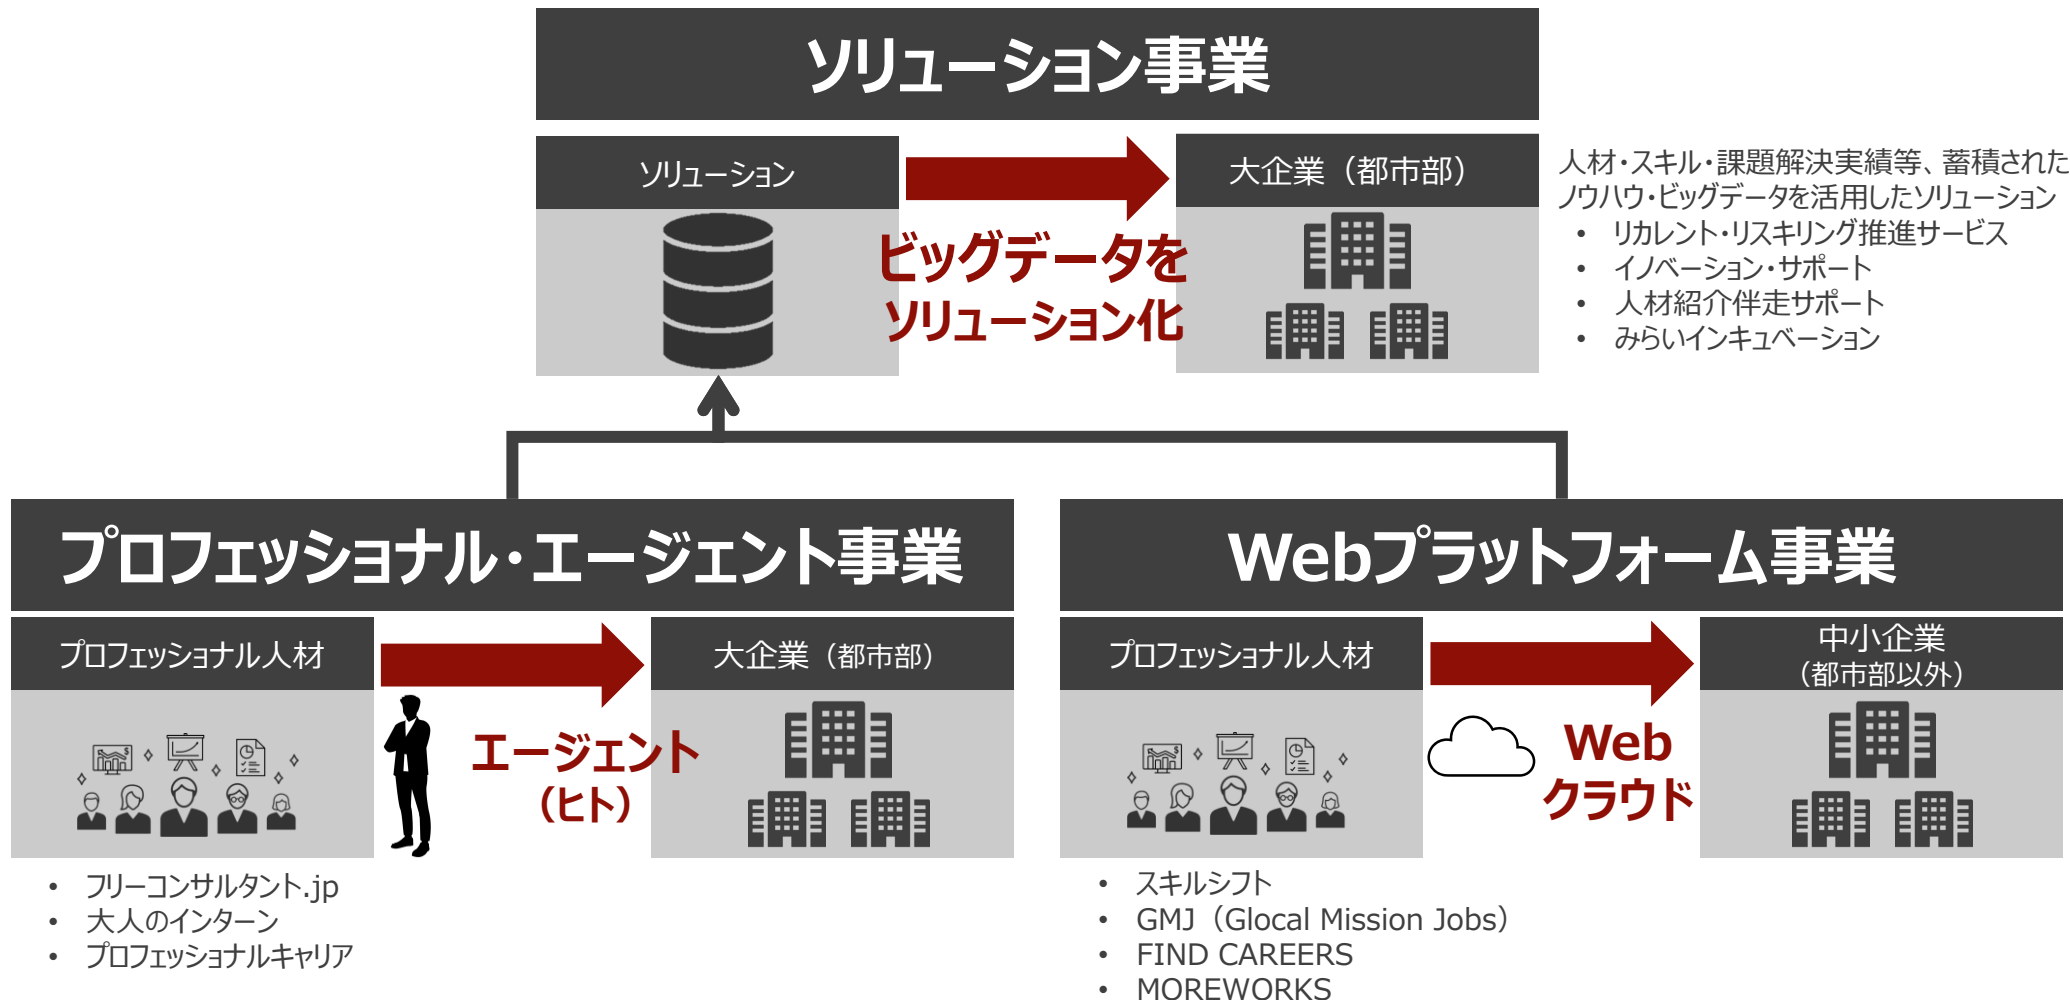 ソリューション事業
ソリューション
大企業（都市部）
ビッグデータを
ソリューション化
人材・スキル・課題解決実績等、蓄積された
ノウハウ・ビッグデータを活用したソリューション
• リカレント・リスキリング推進サービス
• イノベーション・サポート
• 人材紹介伴走サポート
• みらいインキュベーション
プロフェッショナル・エージェント事業
プロフェッショナル人材
大企業（都市部）
エージェント
（ヒト）
• フリーコンサルタント.jp
• 大人のインターン
• プロフェッショナルキャリア
Webプラットフォーム事業
プロフェッショナル人材
中小企業
（都市部以外）
Web
クラウド
• スキルシフト
• GMJ（Glocal Mission Jobs）
• FIND CAREERS
• MOREWORKS